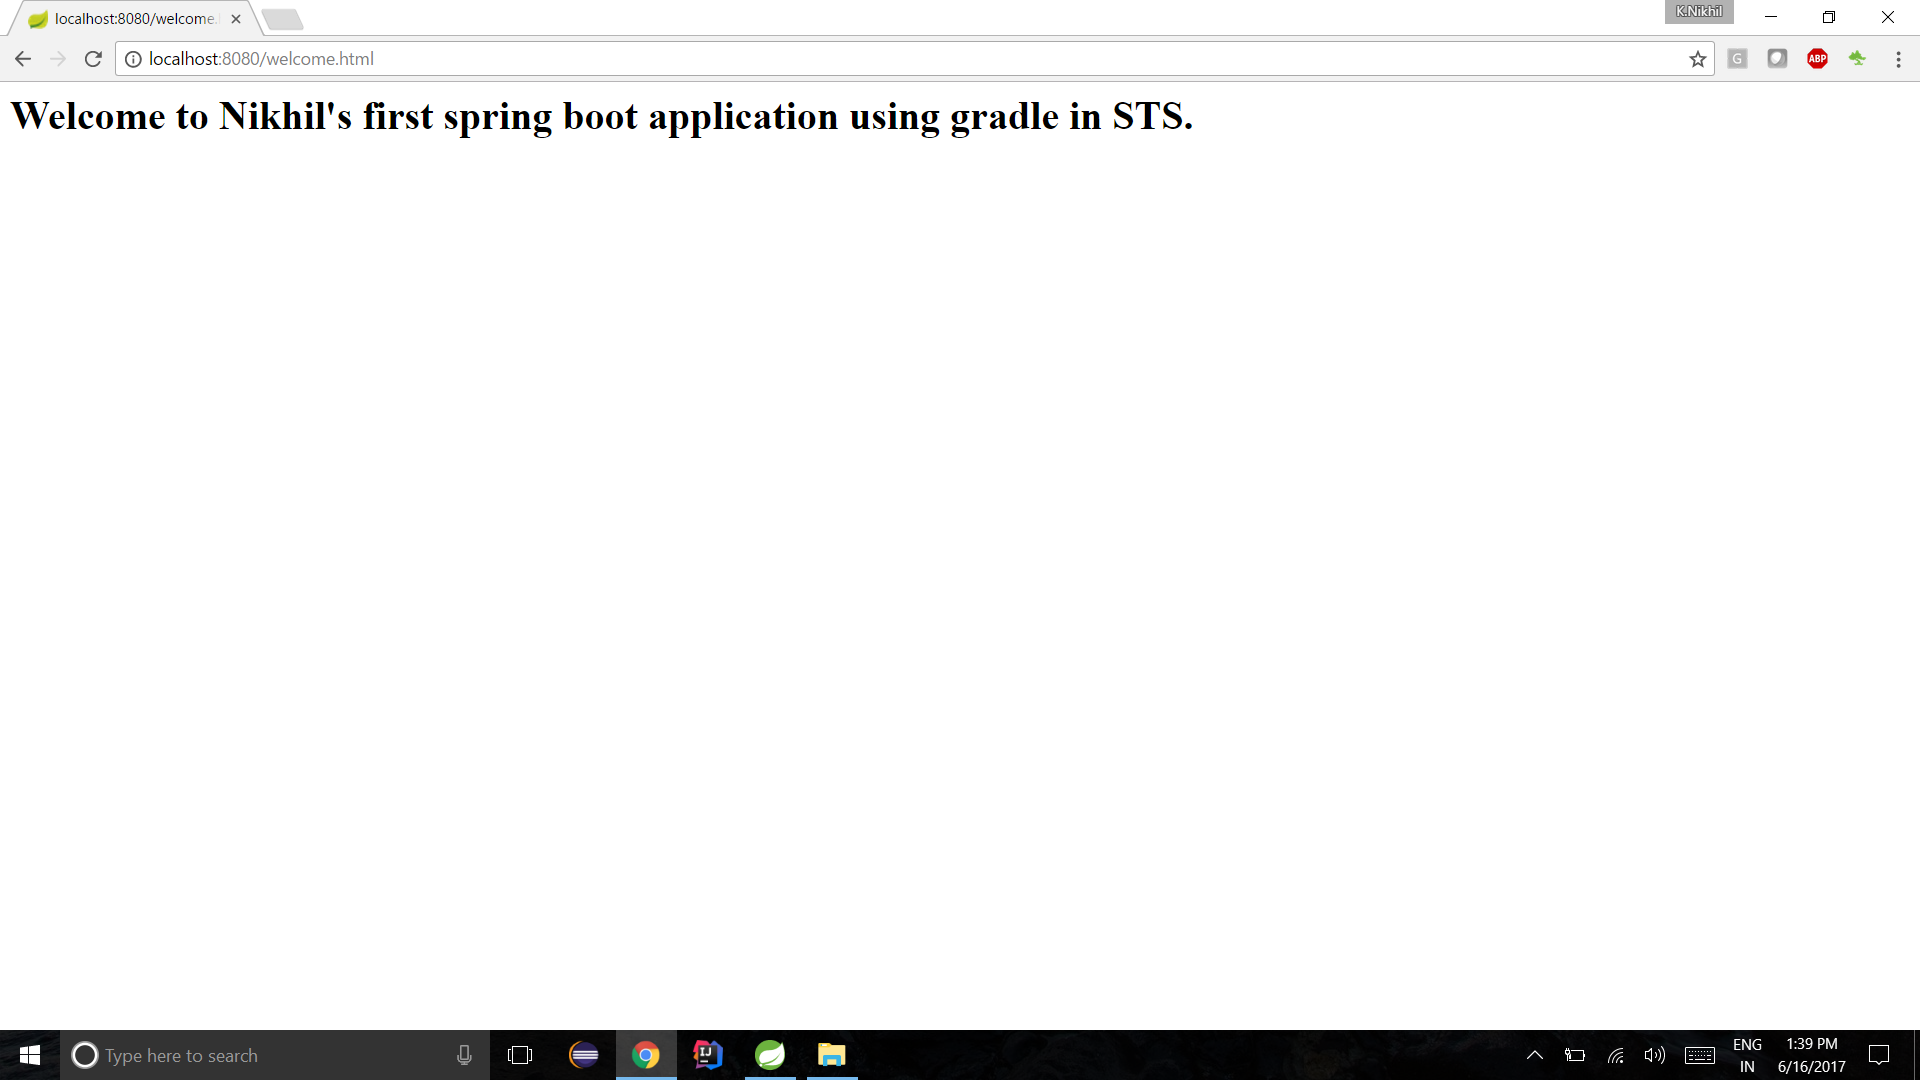 localhost:8080/welcome.
K.Nikhil
localhost:8080/welcome.html
G
ABP
Welcome to Nikhil's first spring boot application using gradle in STS.
Type here to search
IJ
ENG
IN
1:39 PM
6/16/2017